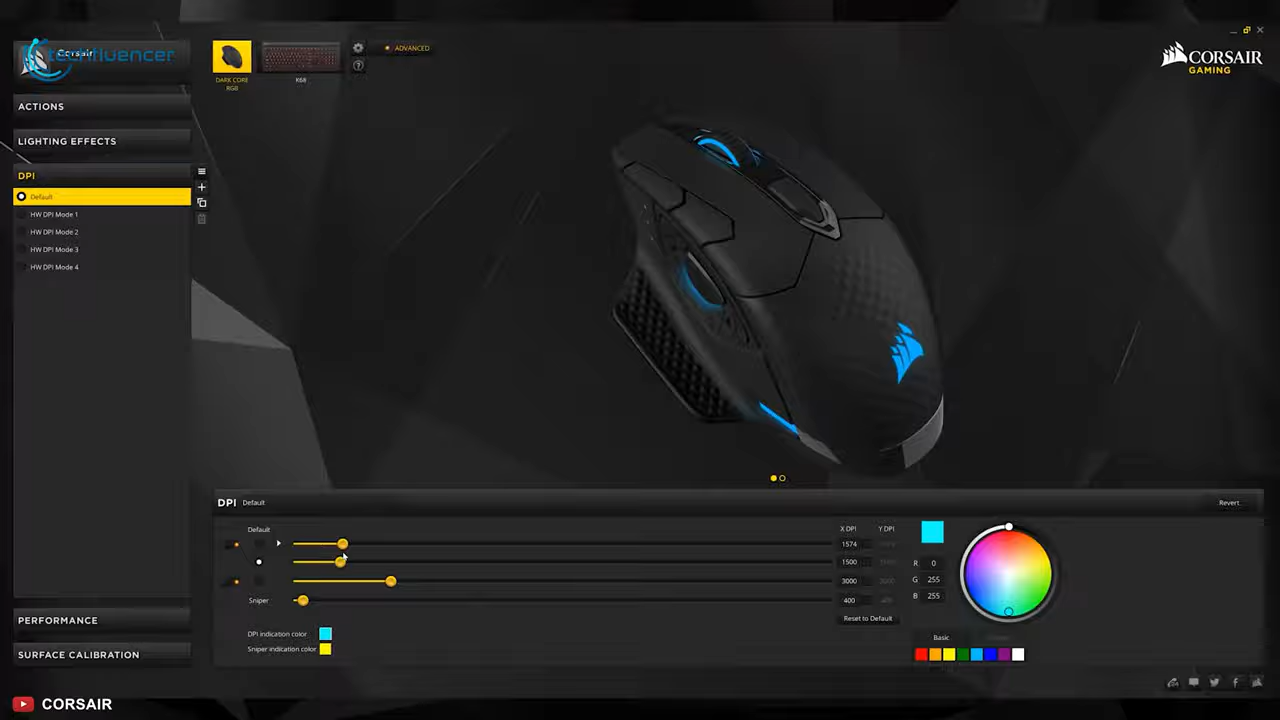 Corsair
techfluencer
DARK CORE
RGB
K68
ADVANCED
CORSAIR
GAMING
ACTIONS
LIGHTING EFFECTS
DPI
Default
HW DPI Mode 1
HW DPI Mode 2
HW DPI Mode 3
HW DPI Mode 4
PERFORMANCE
SURFACE CALIBRATION
DPI Default
Revert
Default
X DPI Y DPI
1574
1500
3000
Sniper
400
Reset to Default
DPI indication color
Sniper indication color
R 0
G 255
B 255
Basic
CORSAIR